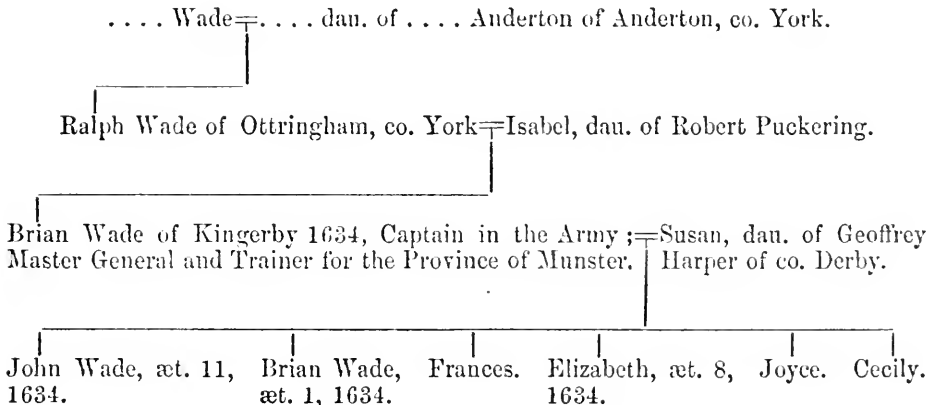 .... Wade=.... dau. of .... Anderton of Anderton, co. York.
Ralph Wade of Ottringham, co. York=Isabel, dau. of Robert Puckering.
Brian Wade of Kingerby 1634, Captain in the Army ;=Susan, dau. of Geoffrey
Master General and Trainer for the Province of Munster. Harper of co. Derby.
John Wade, æt. 11, Brian Wade, Frances. Elizabeth, æt. 8, Joyce. Cecily.
1634. æt. 1, 1634. 1634.